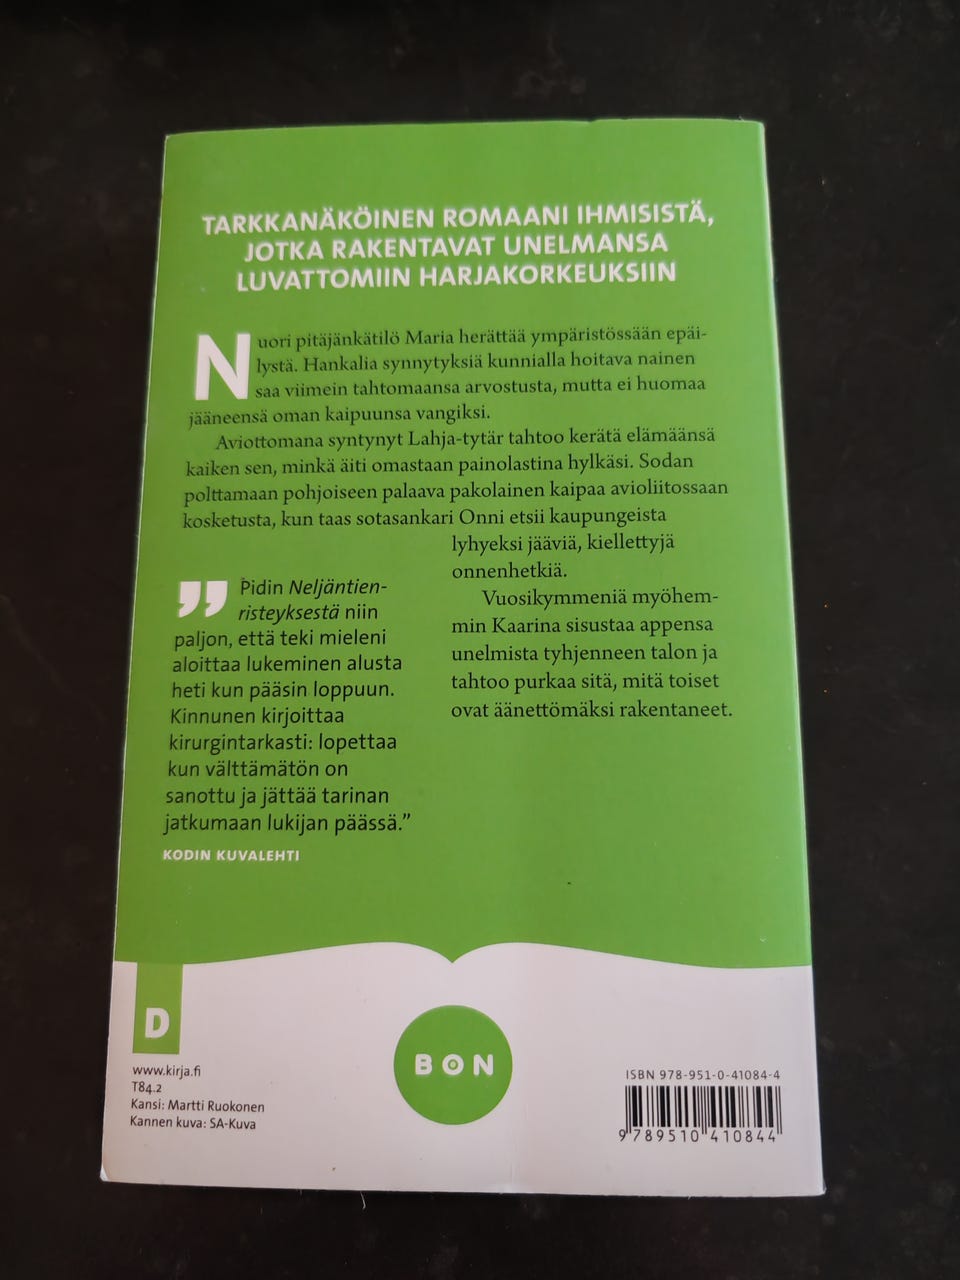 TARKKANÄKÖINEN ROMAANI IHMISISTÄ,
JOTKA RAKENTAVAT UNELMANSA
LUVATTOMIIN HARJAKORKEUKSIIN
Nuori pitäjänkätilö Maria herättää ympäristössään epäi-
lystä. Hankalia synnytyksiä kunnialla hoitava nainen
saa viimein tahtomaansa arvostusta, mutta ei huomaa
jääneensä oman kaipuunsa vangiksi.
Aviottomana syntynyt Lahja-tytär tahtoo kerätä elämäänsä
kaiken sen, minkä äiti omastaan painolastina hylkäsi. Sodan
polttamaan pohjoiseen palaava pakolainen kaipaa avioliitossaan
kosketusta, kun taas sotasankari Onni etsii kaupungeista
lyhyeksi jääviä, kiellettyjä
onnenhetkiä.
Vuosikymmeniä myöhem-
min Kaarina sisustaa appensa
unelmista tyhjenneen talon ja
tahtoo purkaa sitä, mitä toiset
ovat äänettömäksi rakentaneet.
” Pidin Neljäntien-
risteyksestä niin
paljon, että teki mieleni
aloittaa lukeminen alusta
heti kun pääsin loppuun.
Kinnunen kirjoittaa
kirurgintarkasti: lopettaa
kun välttämätön on
sanottu ja jättää tarinan
jatkumaan lukijan päässä.”
KODIN KUVALEHTI
D
www.kirja.fi
T84.2
Kansi: Martti Ruokonen
Kannen kuva: SA-Kuva
BON
ISBN 978-951-0-41084-4
9 789510 410844